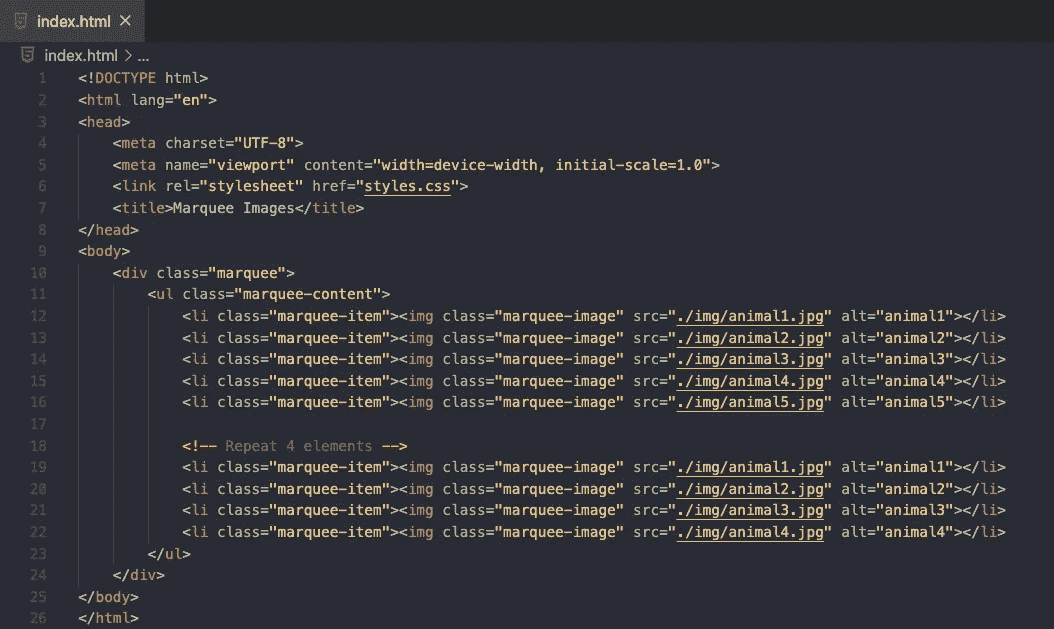 index.html ×
index.html > ...
1 <!DOCTYPE html>
2 <html lang="en">
3 <head>
4 <meta charset="UTF-8">
5 <meta name="viewport" content="width=device-width, initial-scale=1.0">
6 <link rel="stylesheet" href="styles.css">
7 <title>Marquee Images</title>
8 </head>
9 <body>
10 <div class="marquee">
11 <ul class="marquee-content">
12 <li class="marquee-item"><img class="marquee-image" src="./img/animal1.jpg" alt="animal1"></li>
13 <li class="marquee-item"><img class="marquee-image" src="./img/animal2.jpg" alt="animal2"></li>
14 <li class="marquee-item"><img class="marquee-image" src="./img/animal3.jpg" alt="animal3"></li>
15 <li class="marquee-item"><img class="marquee-image" src="./img/animal4.jpg" alt="animal4"></li>
16 <li class="marquee-item"><img class="marquee-image" src="./img/animal5.jpg" alt="animal5"></li>
17
18 <!-- Repeat 4 elements -->
19 <li class="marquee-item"><img class="marquee-image" src="./img/animal1.jpg" alt="animal1"></li>
20 <li class="marquee-item"><img class="marquee-image" src="./img/animal2.jpg" alt="animal2"></li>
21 <li class="marquee-item"><img class="marquee-image" src="./img/animal3.jpg" alt="animal3"></li>
22 <li class="marquee-item"><img class="marquee-image" src="./img/animal4.jpg" alt="animal4"></li>
23 </ul>
24 </div>
25 </body>
26 </html>